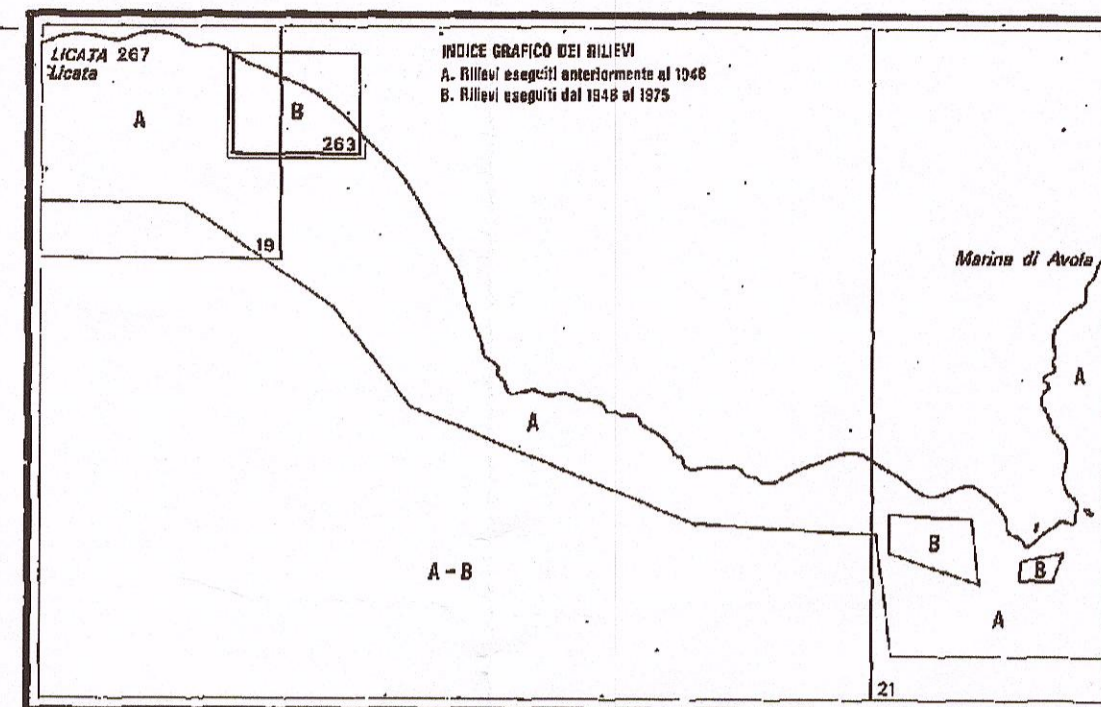 LICATA 267
Licata
INDICE GRAFICO DEI RILIEVI
A. Rilievi eseguiti anteriormente al 1948
B. Rilievi eseguiti dal 1948 al 1975
A
B
263
19
Marina di Avola
A
A
A-B
B
B
A
21